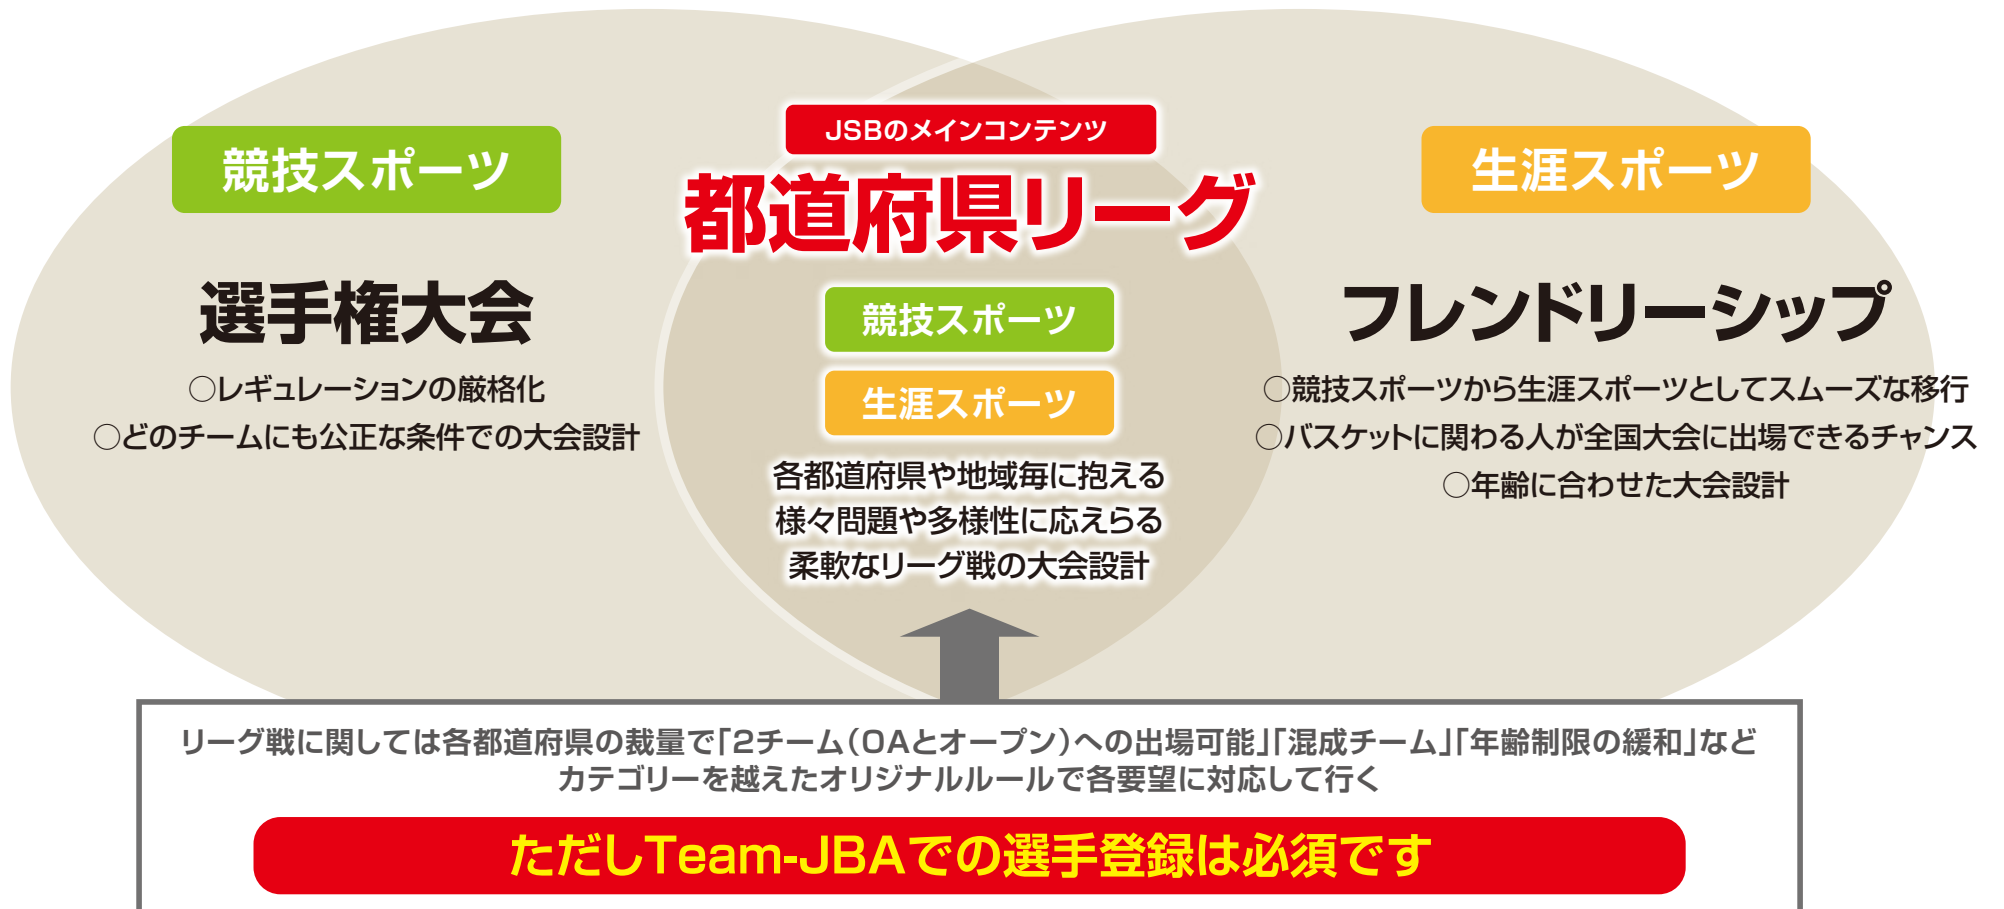 競技スポーツ
選手権大会
○レギュレーションの厳格化
○どのチームにも公正な条件での大会設計
JSBのメインコンテンツ
都道府県リーグ
競技スポーツ
生涯スポーツ
各都道府県や地域毎に抱える
様々問題や多様性に応えらる
柔軟なリーグ戦の大会設計
生涯スポーツ
フレンドリーシップ
○競技スポーツから生涯スポーツとしてスムーズな移行
○バスケットに関わる人が全国大会に出場できるチャンス
○年齢に合わせた大会設計
リーグ戦に関しては各都道府県の裁量で「2チーム（OAとオープン）への出場可能」「混成チーム」「年齢制限の緩和」など
カテゴリーを越えたオリジナルルールで各要望に対応して行く
ただしTeam-JBAでの選手登録は必須です